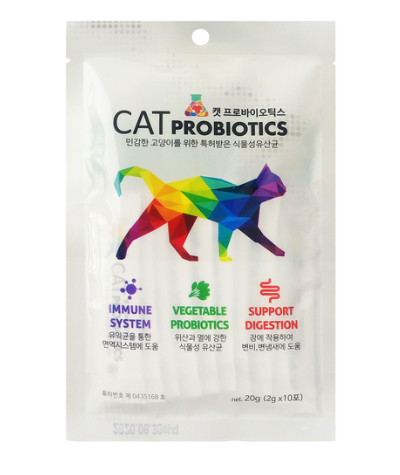 캣 프로바이오틱스
CAT PROBIOTICS
민감한 고양이를 위한 특허받은 식물성유산균
IMMUNE
SYSTEM
유익균을 통한
면역시스템에 도움
VEGETABLE
PROBIOTICS
위산과 열에 강한
식물성 유산균
SUPPORT
DIGESTION
장에 작용하여
변비,변냄새에 도움
특허번호 제 0435168 호
net. 20g (2g x10포)